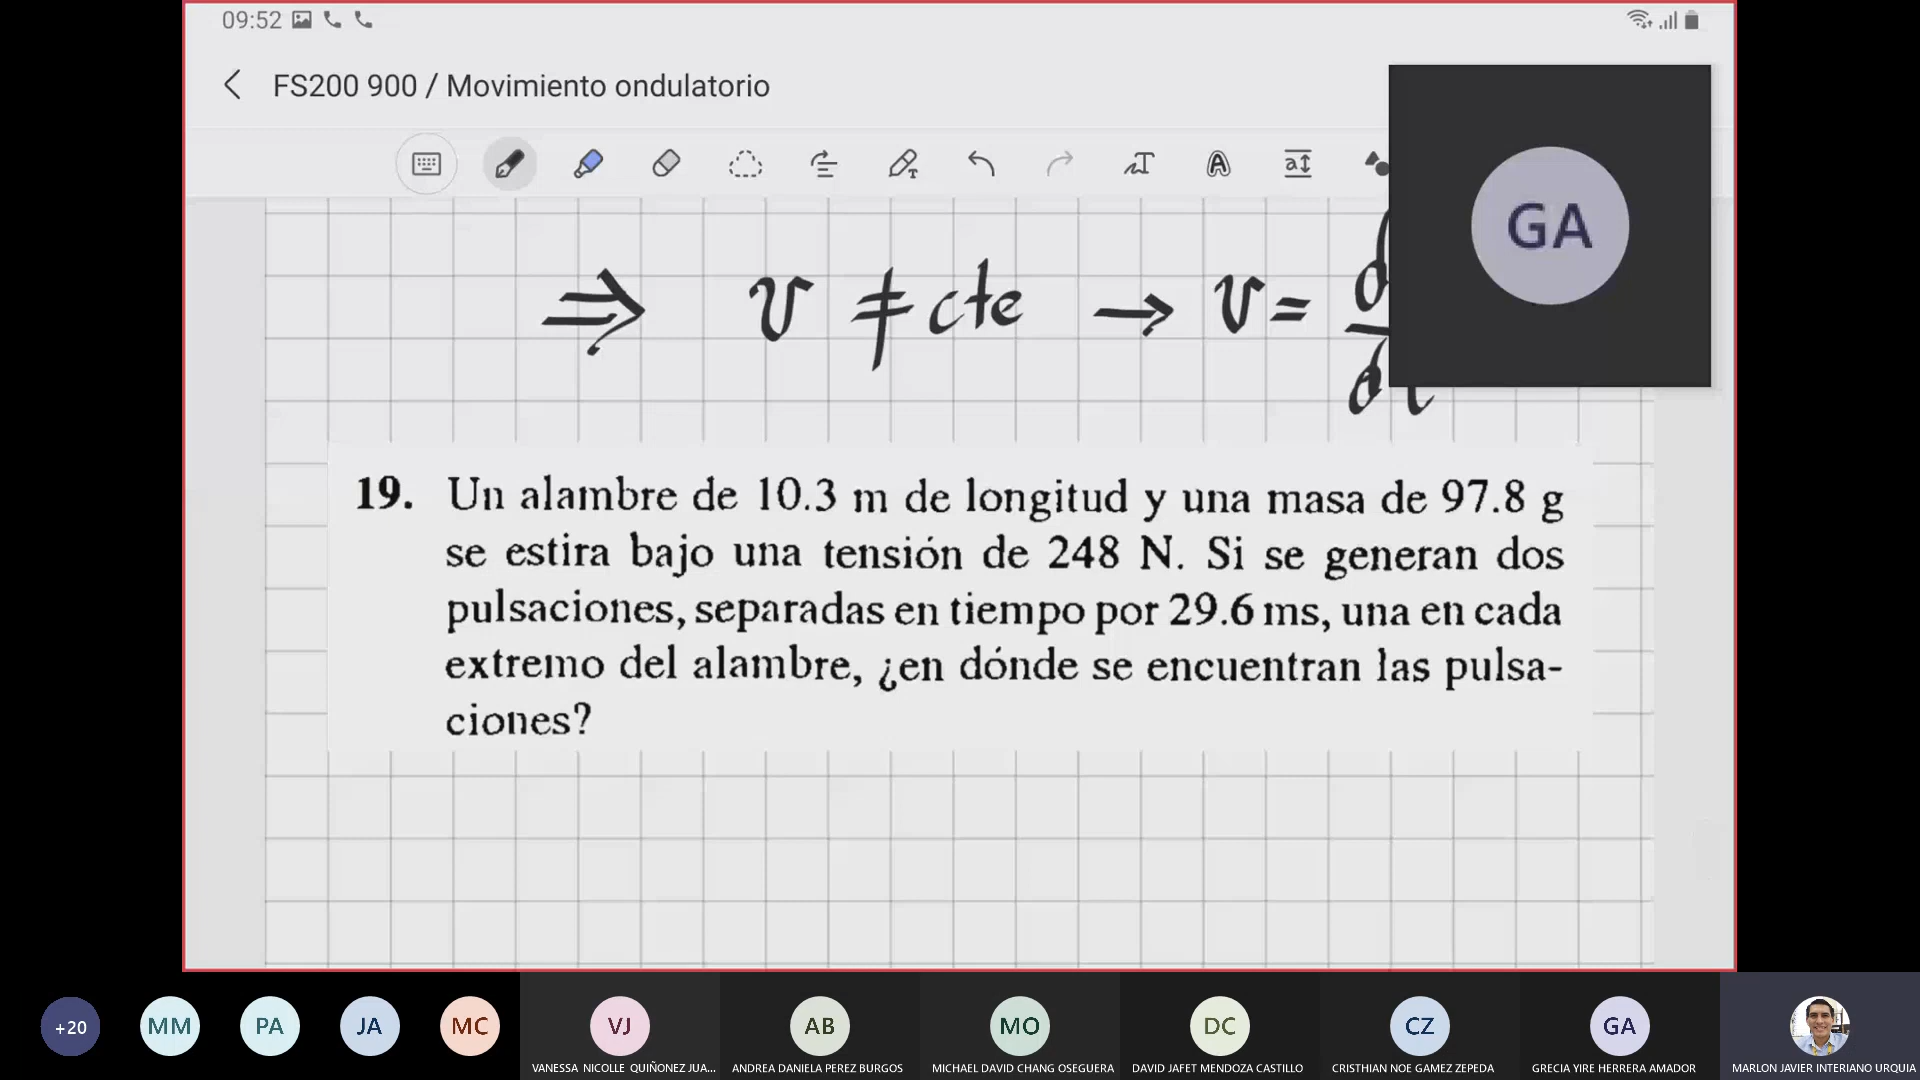 09:52
FS200 900 / Movimiento ondulatorio
GA
⇒ v ≠ cte → v =
19. Un alambre de 10.3 m de longitud y una masa de 97.8 g
se estira bajo una tensión de 248 N. Si se generan dos
pulsaciones, separadas en tiempo por 29.6 ms, una en cada
extremo del alambre, ¿en dónde se encuentran las pulsa-
ciones?
+20 MM PA JA MC VJ AB MO DC CZ GA
VANESSA NICOLLE QUIÑONEZ JUA... ANDREA DANIELA PEREZ BURGOS MICHAEL DAVID CHANG OSEGUERA DAVID JAFET MENDOZA CASTILLO CRISTHIAN NOE GAMEZ ZEPEDA GRECIA YIRE HERRERA AMADOR MARLON JAVIER INTERIANO URQUIA